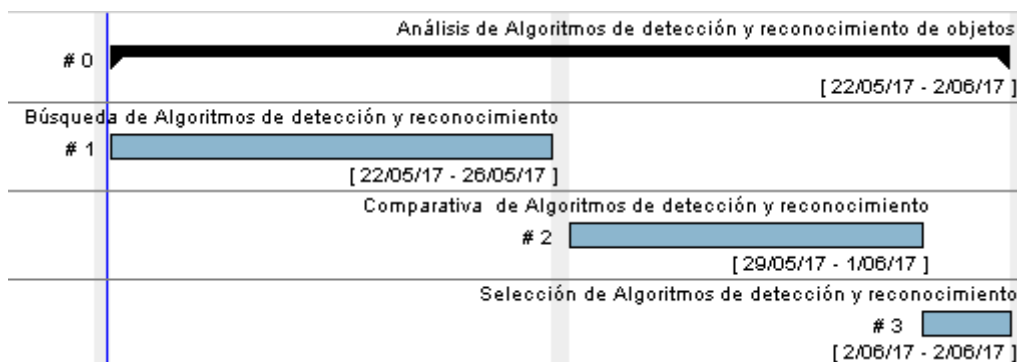 Análisis de Algoritmos de detección y reconocimiento de objetos
# 0
[ 22/05/17 - 2/06/17 ]
Búsqueda de Algoritmos de detección y reconocimiento
# 1
[ 22/05/17 - 26/05/17 ]
Comparativa de Algoritmos de detección y reconocimiento
# 2
[ 29/05/17 - 1/06/17 ]
Selección de Algoritmos de detección y reconocimiento
# 3
[ 2/06/17 - 2/06/17 ]